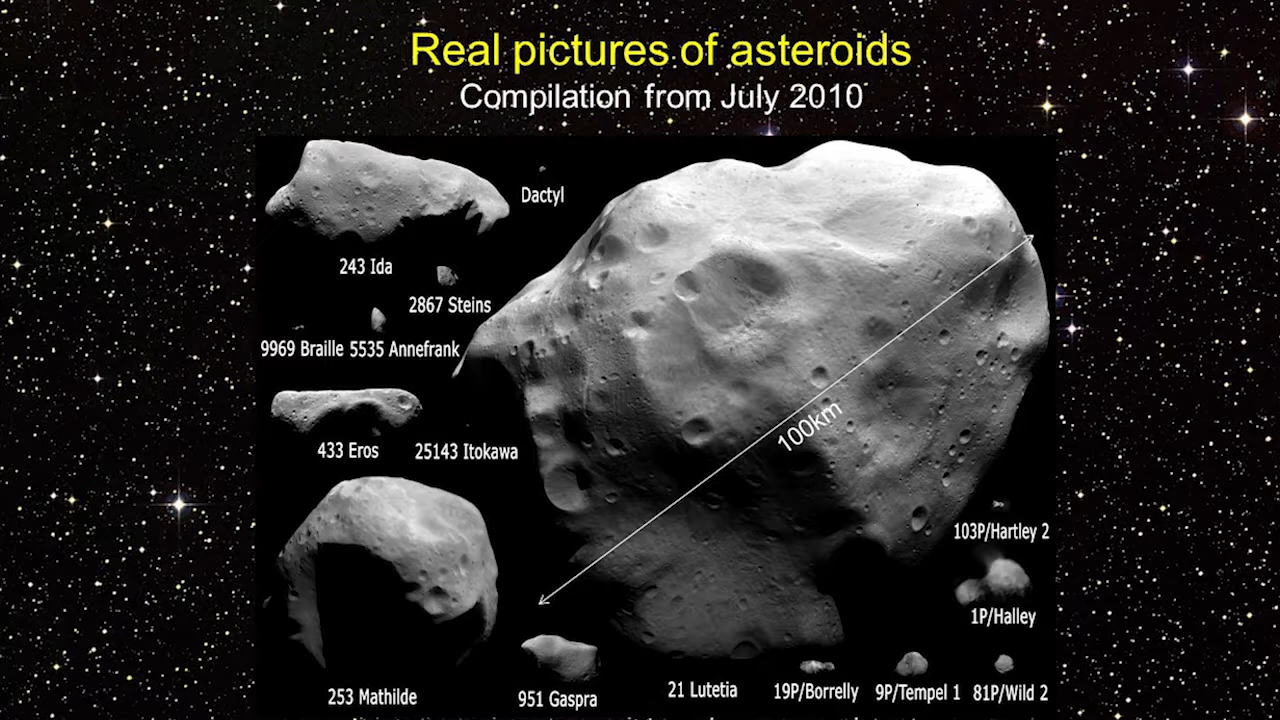 Real pictures of asteroids
Compilation from July 2010
Dactyl
243 Ida
2867 Steins
9969 Braille 5535 Annefrank
433 Eros
25143 Itokawa
100km
253 Mathilde
951 Gaspra
21 Lutetia
103P/Hartley 2
1P/Halley
19P/Borrelly
9P/Tempel 1
81P/Wild 2